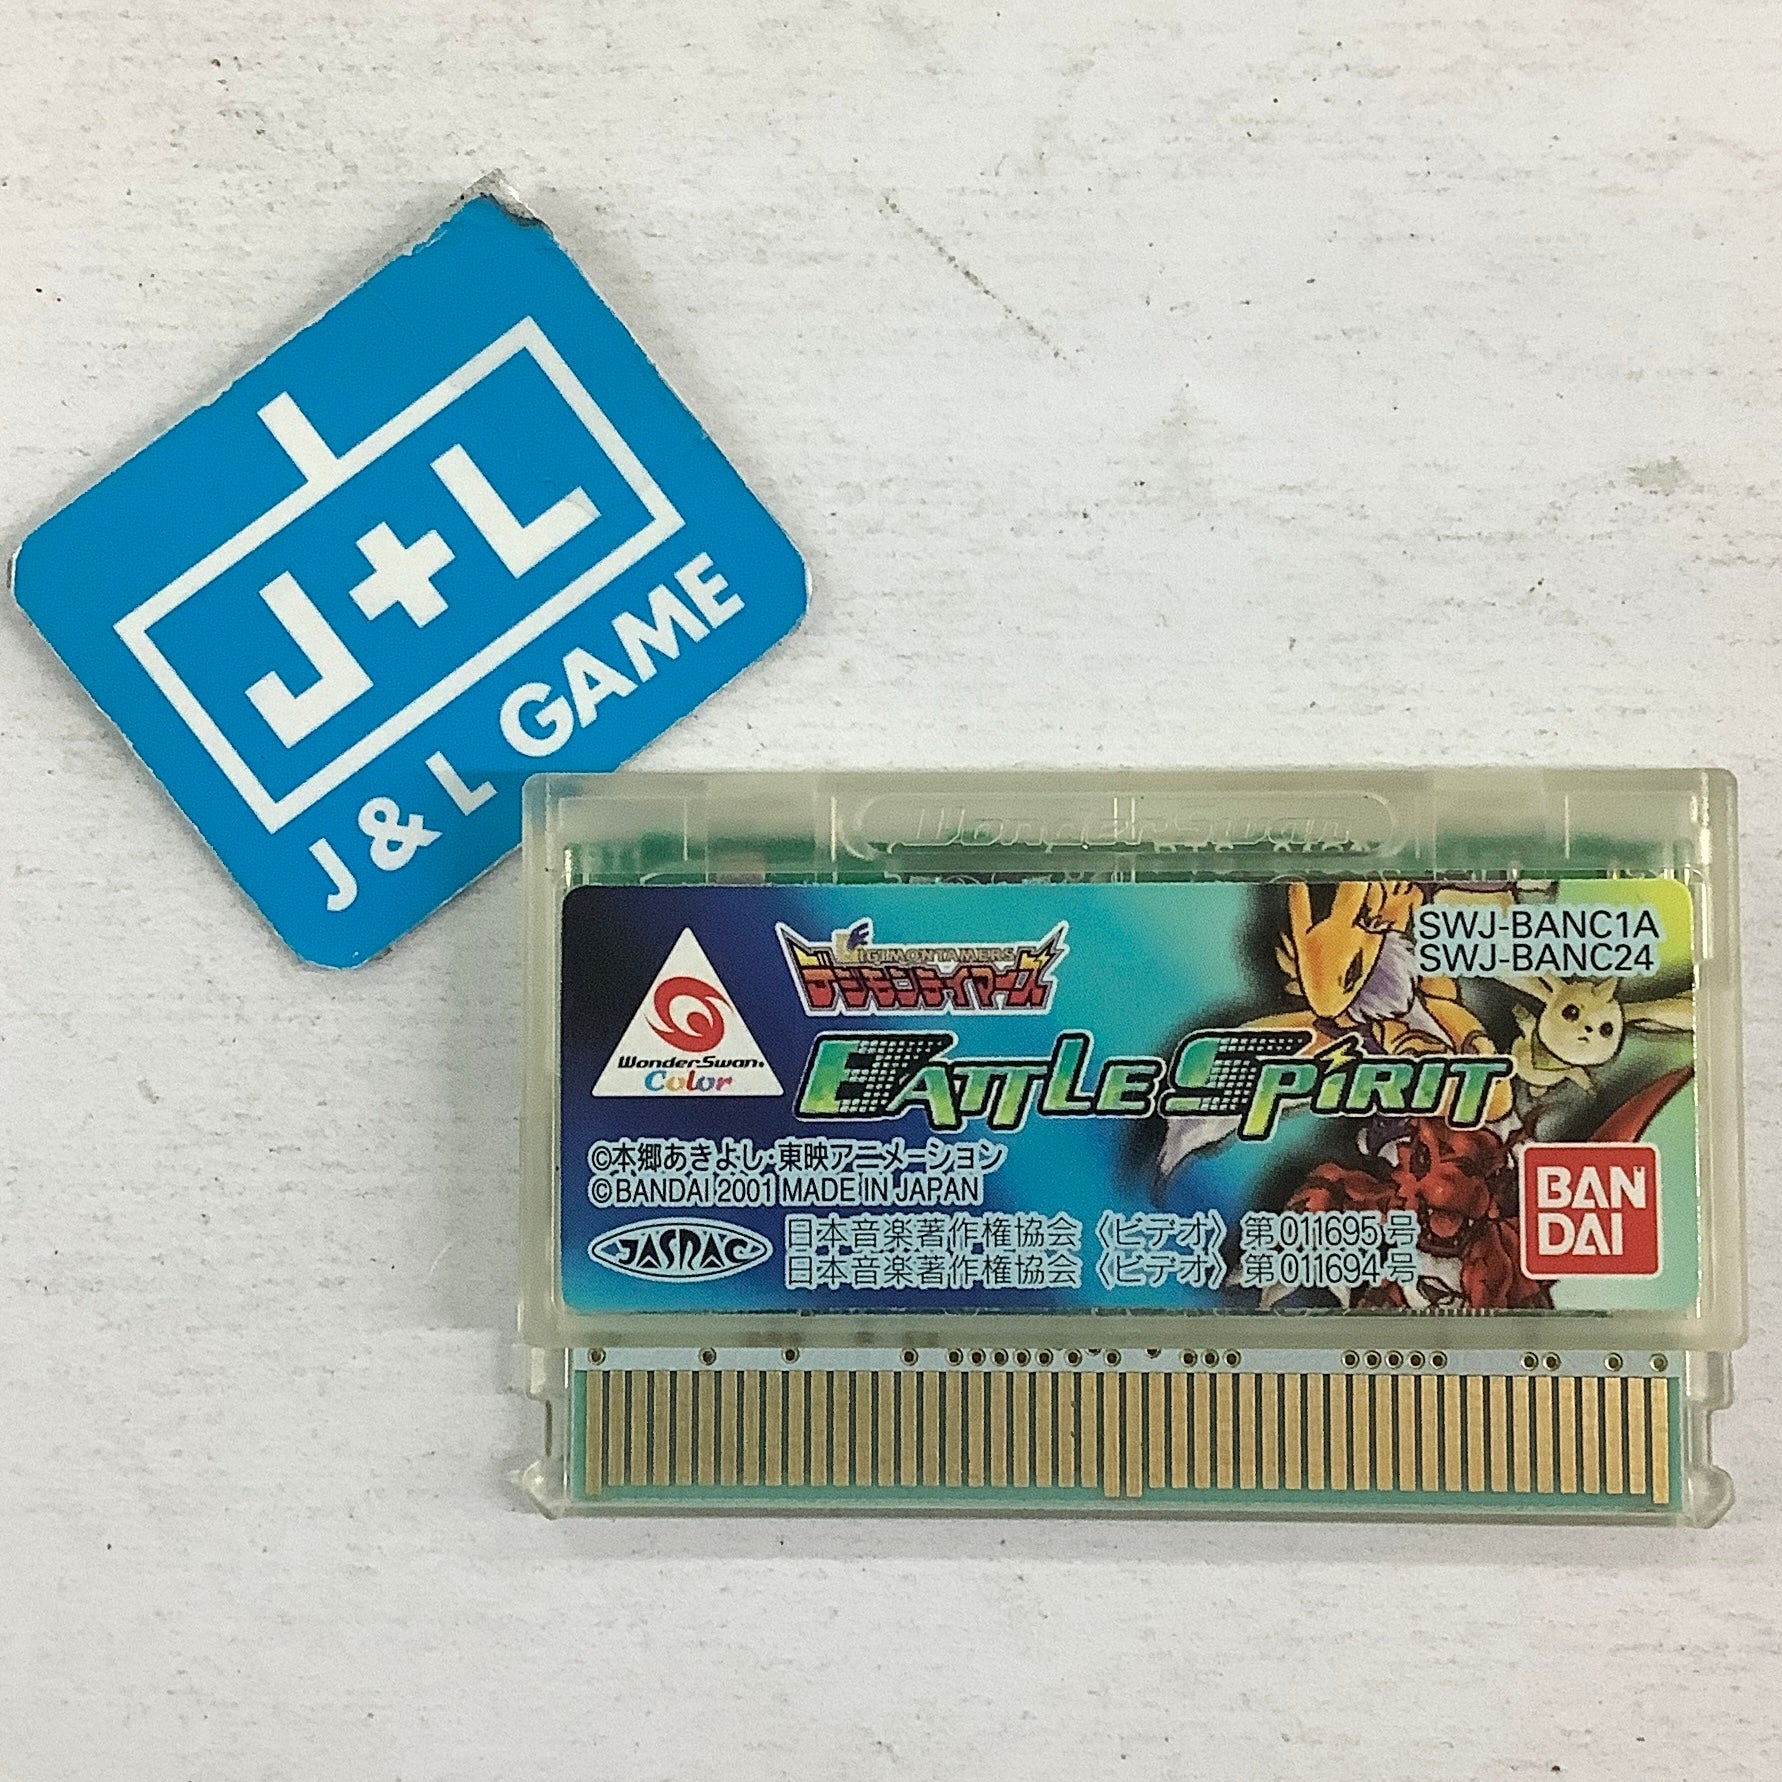 J+L
J & L GAME
WonderSwan
SWJ-BANC1A
SWJ-BANC24
DIGIMONTAMERS
デジモンテイマーズ
BATTLE SPIRIT
WonderSwan
Color
©本郷あきよし・東映アニメーション
©BANDAI 2001 MADE IN JAPAN
JASRAC
日本音楽著作権協会〈ビデオ〉第011695号
日本音楽著作権協会〈ビデオ〉第011694号
BAN
DAI